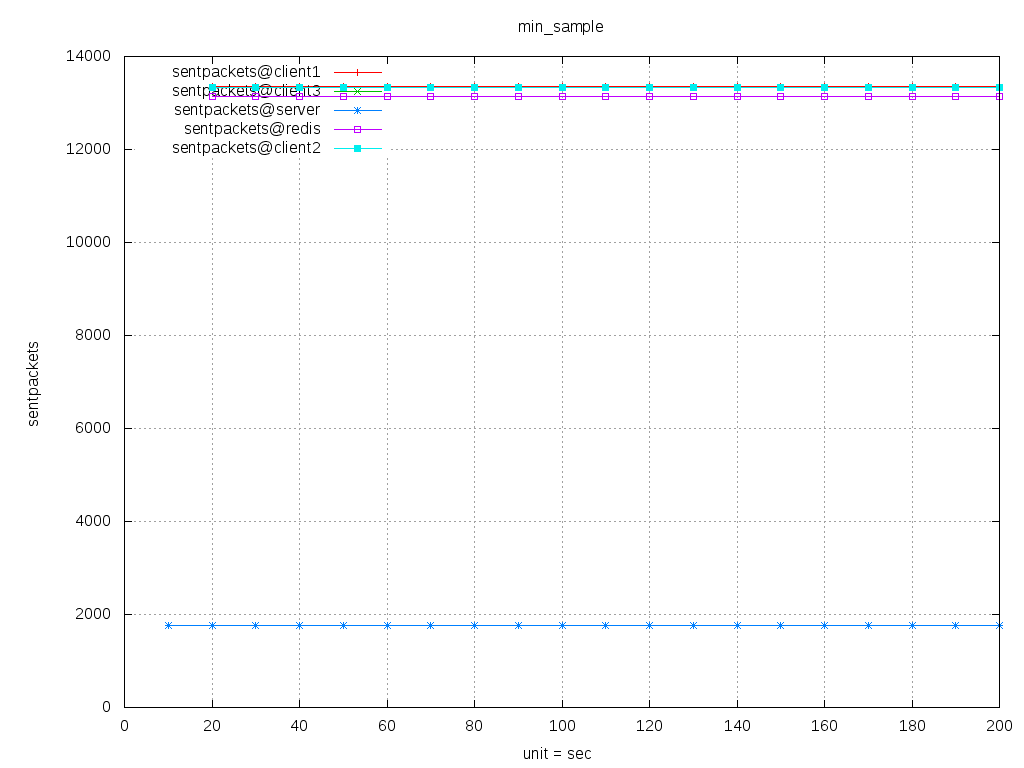 min_sample
14000
12000
10000
8000
6000
4000
2000
0
sentpackets
sentpackets@client1
sentpackets@client3
sentpackets@server
sentpackets@redis
sentpackets@client2
0 20 40 60 80 100 120 140 160 180 200
unit = sec